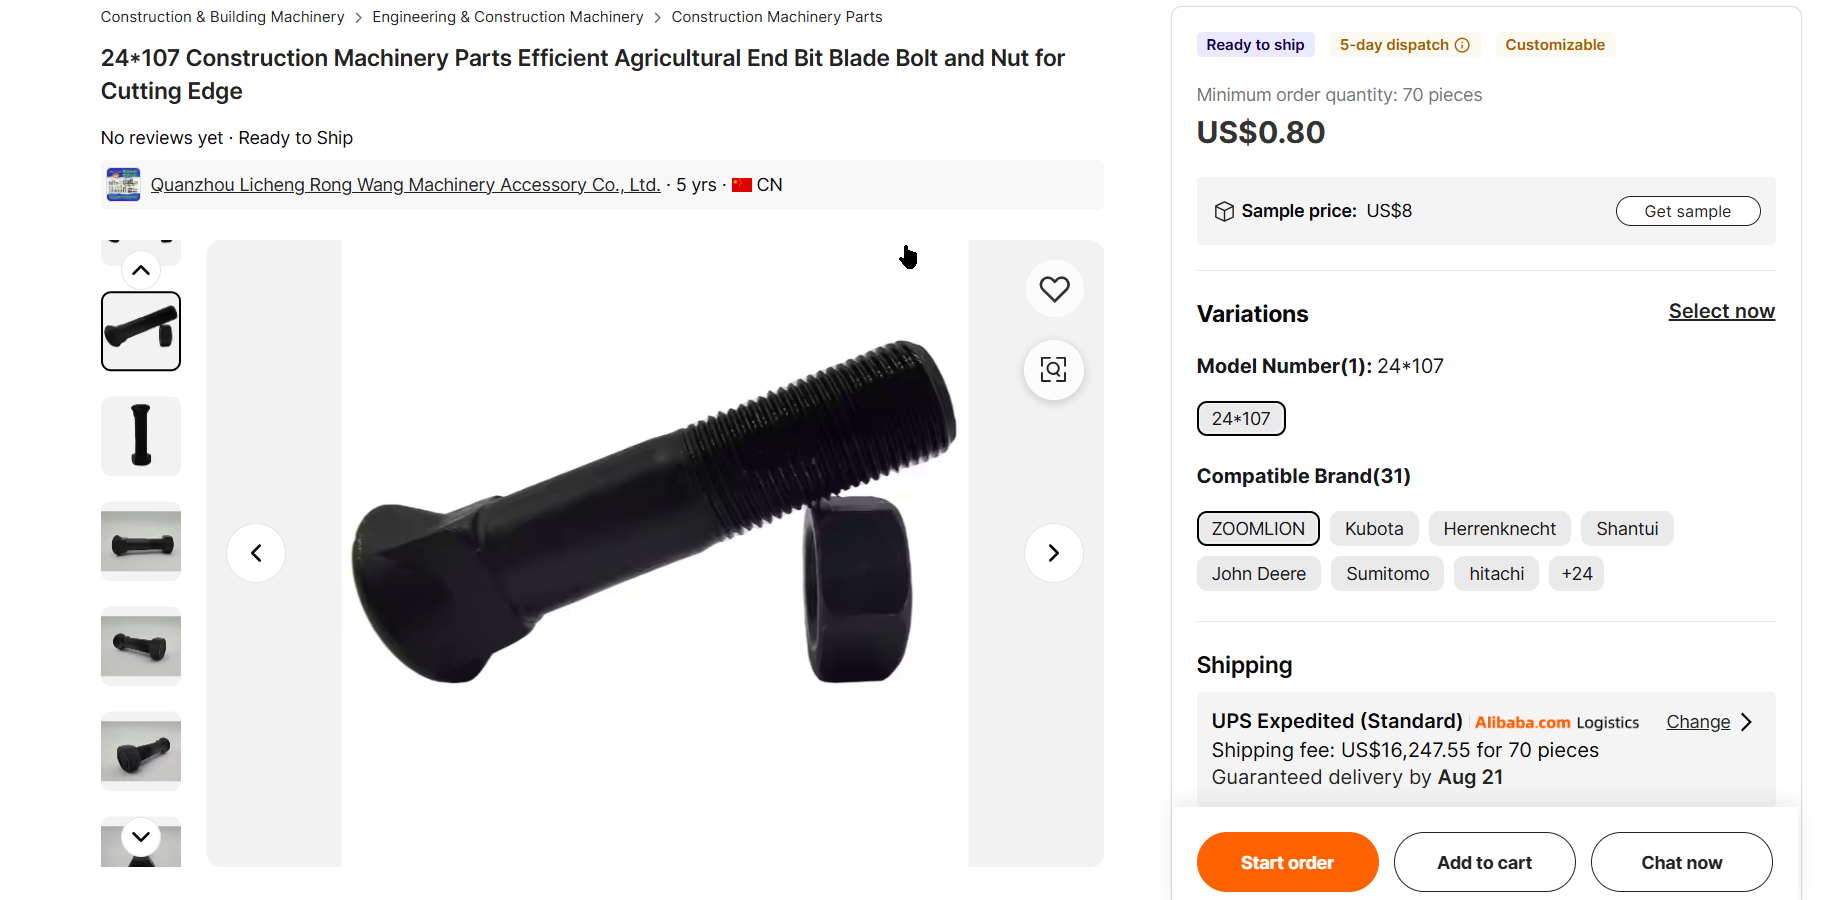 Construction & Building Machinery > Engineering & Construction Machinery > Construction Machinery Parts
24*107 Construction Machinery Parts Efficient Agricultural End Bit Blade Bolt and Nut for
Cutting Edge
No reviews yet · Ready to Ship
Quanzhou Licheng Rong Wang Machinery Accessory Co., Ltd. · 5 yrs · CN
Ready to ship
5-day dispatch
Customizable
Minimum order quantity: 70 pieces
US$0.80
Sample price: US$8
Get sample
Variations
Select now
Model Number(1): 24*107
24*107
Compatible Brand(31)
ZOOMLION
Kubota
Herrenknecht
Shantui
John Deere
Sumitomo
hitachi
+24
Shipping
UPS Expedited (Standard)
Alibaba.com Logistics
Change
Shipping fee: US$16,247.55 for 70 pieces
Guaranteed delivery by Aug 21
Start order
Add to cart
Chat now